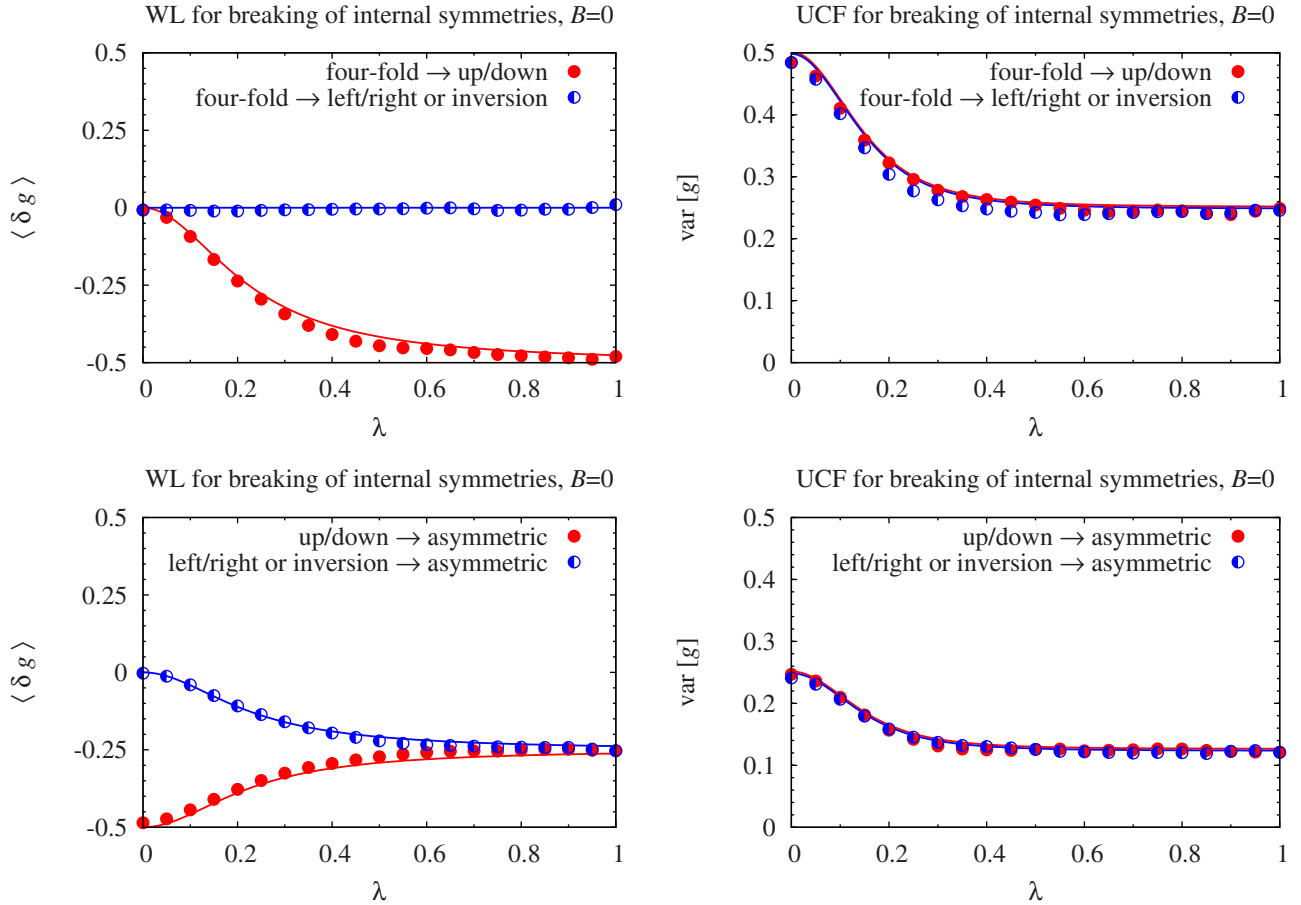 WL for breaking of internal symmetries, B=0
0.5
0.25
0
-0.25
-0.5
⟨ δ g ⟩
four-fold → up/down
four-fold → left/right or inversion
0 0.2 0.4 0.6 0.8 1
λ
UCF for breaking of internal symmetries, B=0
0.5
0.4
0.3
0.2
0.1
0
var [g]
four-fold → up/down
four-fold → left/right or inversion
0 0.2 0.4 0.6 0.8 1
λ
WL for breaking of internal symmetries, B=0
0.5
0.25
0
-0.25
-0.5
⟨ δ g ⟩
up/down → asymmetric
left/right or inversion → asymmetric
0 0.2 0.4 0.6 0.8 1
λ
UCF for breaking of internal symmetries, B=0
0.5
0.4
0.3
0.2
0.1
0
var [g]
up/down → asymmetric
left/right or inversion → asymmetric
0 0.2 0.4 0.6 0.8 1
λ